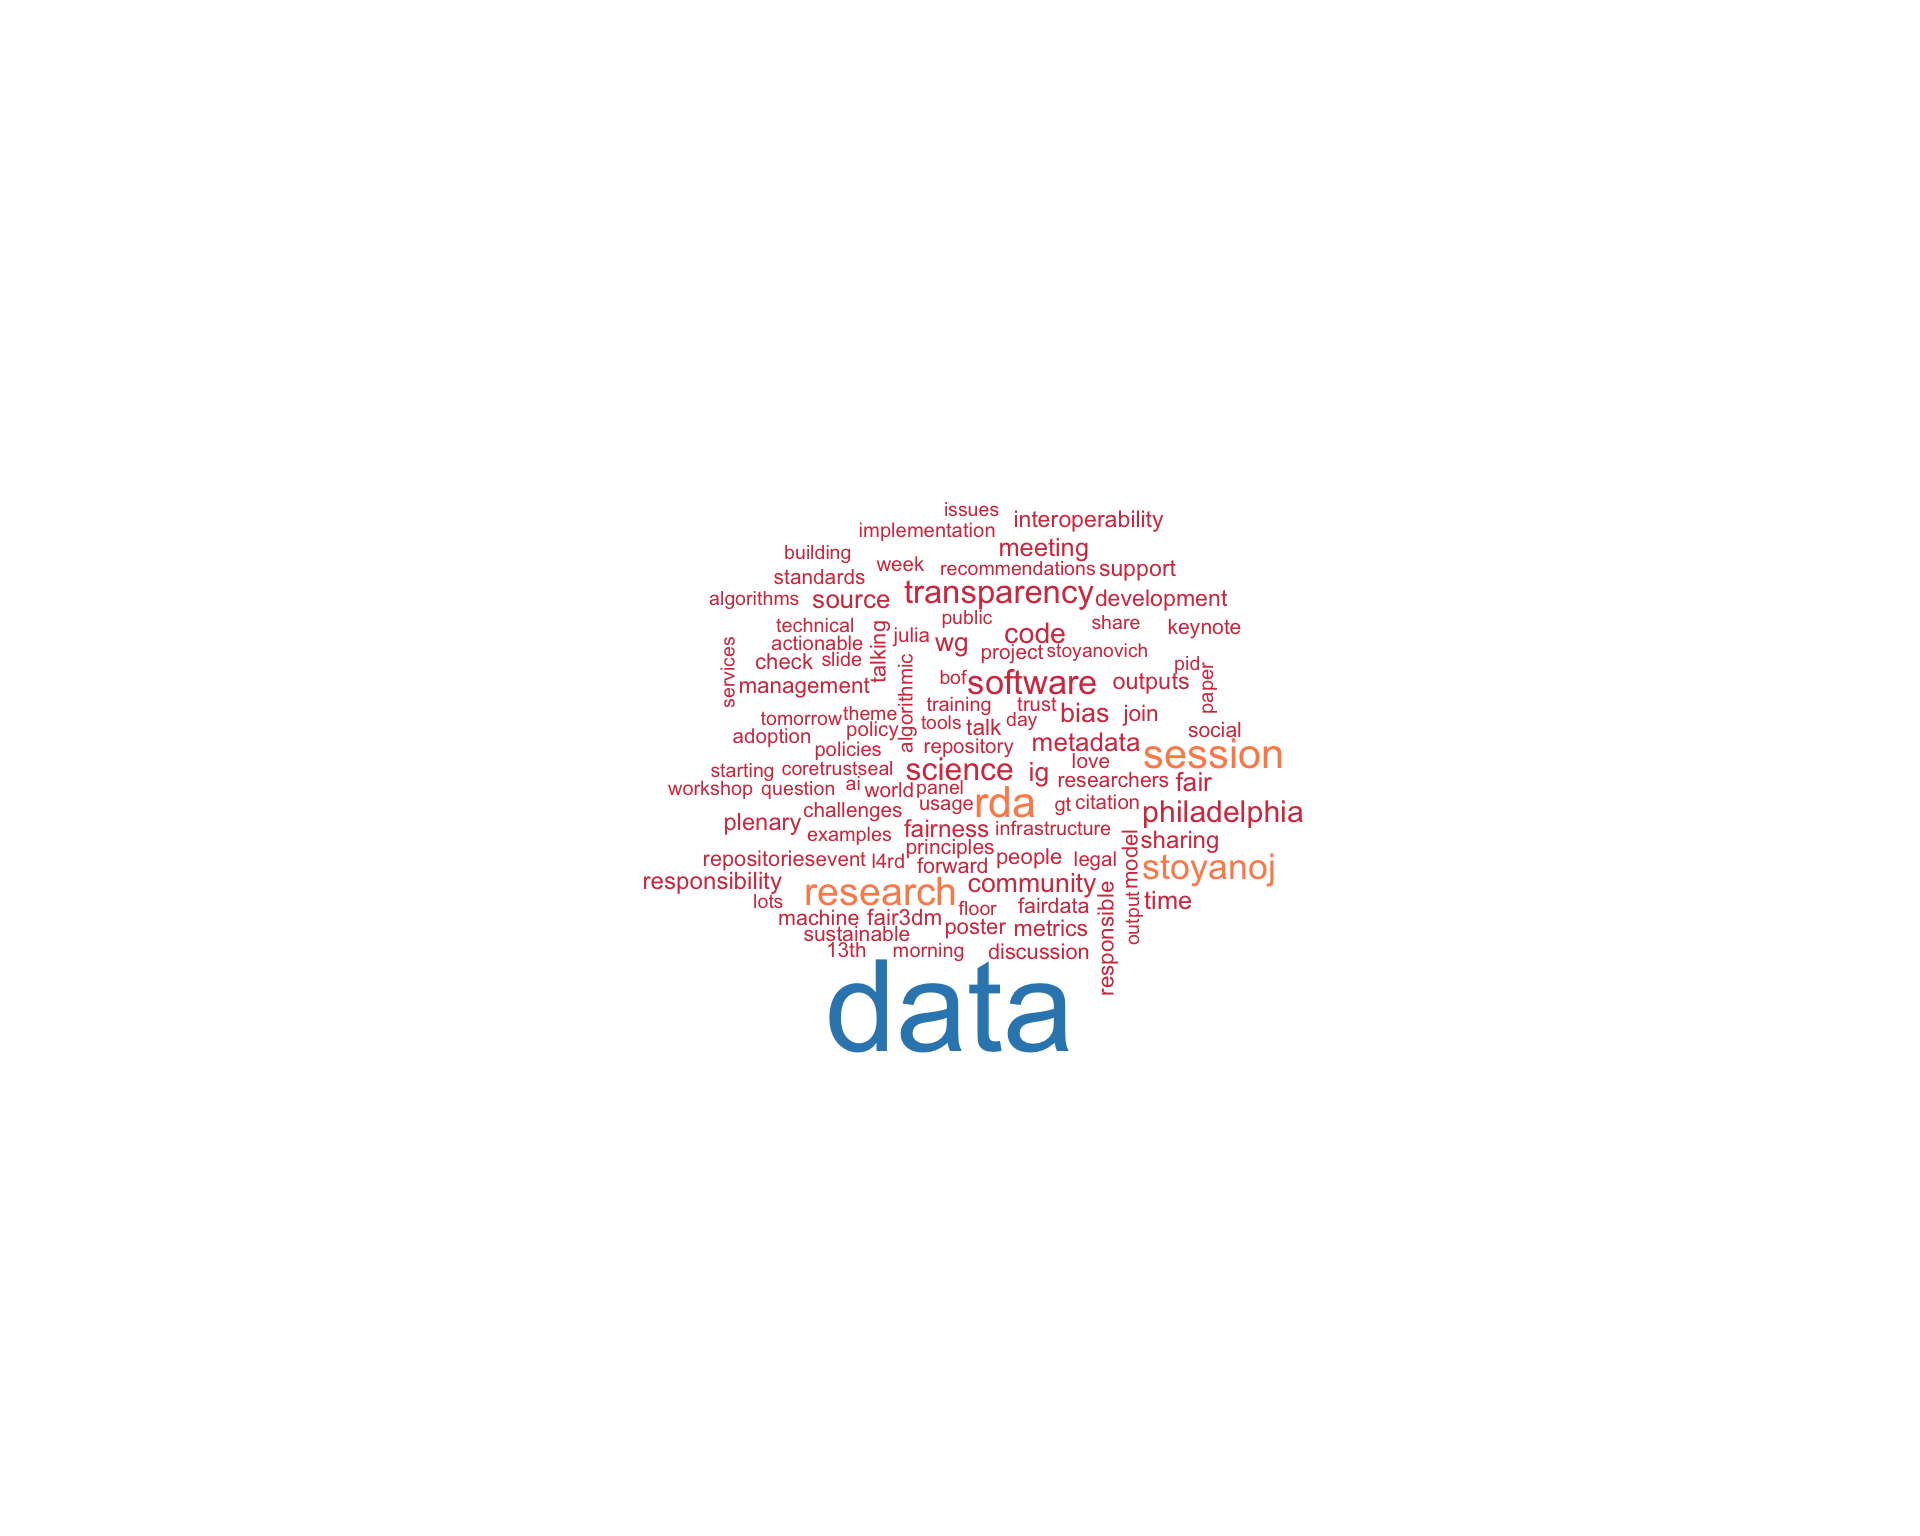 issues
interoperability
implementation
meeting
building
week
recommendations
support
standards
transparency
development
algorithms
source
public
share
keynote
technical
talking
julia
wg
code
actionable
project
stoyanovich
services
check
slide
algorithmic
pid
paper
management
bof
software
outputs
training
trust
bias
join
tomorrow
theme
tools
talk
day
policy
social
adoption
policies
repository
metadata
session
starting
coretrustseal
science
ig
love
researchers
fair
workshop
question
ai
world
panel
usage
rda
gt
citation
challenges
philadelphia
plenary
examples
fairness
infrastructure
sharing
principles
model
repositories
event
l4rd
forward
people
legal
stoyanoj
responsibility
research
community
responsible
output
time
lots
floor
fairdata
machine
fair3dm
poster
metrics
sustainable
13th
morning
discussion
data